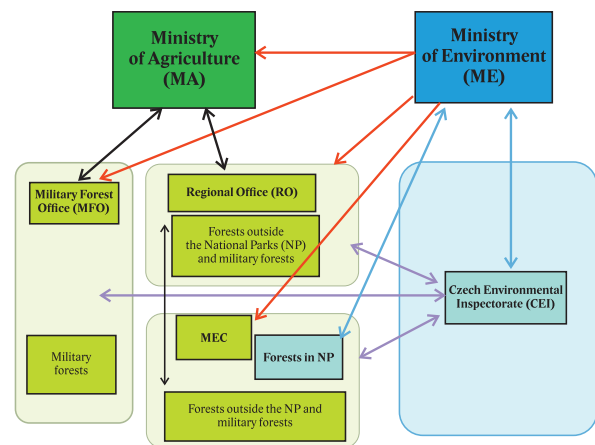 Ministry
of Agriculture
(MA)
Ministry
of Environment
(ME)
Military Forest
Office (MFO)
Regional Office (RO)
Forests outside
the National Parks (NP)
and military forests
Czech Environmental
Inspectorate (CEI)
MEC
Forests in NP
Military
forests
Forests outside the NP and
military forests